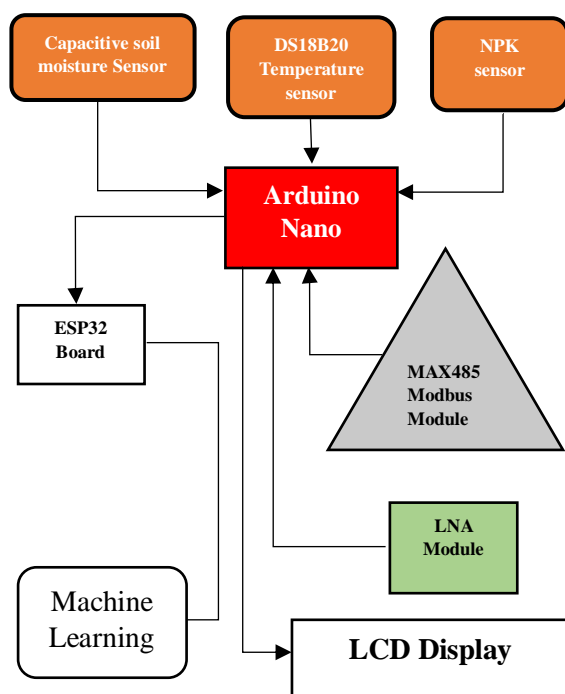 Capacitive soil
moisture Sensor
DS18B20
Temperature
sensor
NPK
sensor
Arduino
Nano
ESP32
Board
MAX485
Modbus
Module
LNA
Module
Machine
Learning
LCD Display